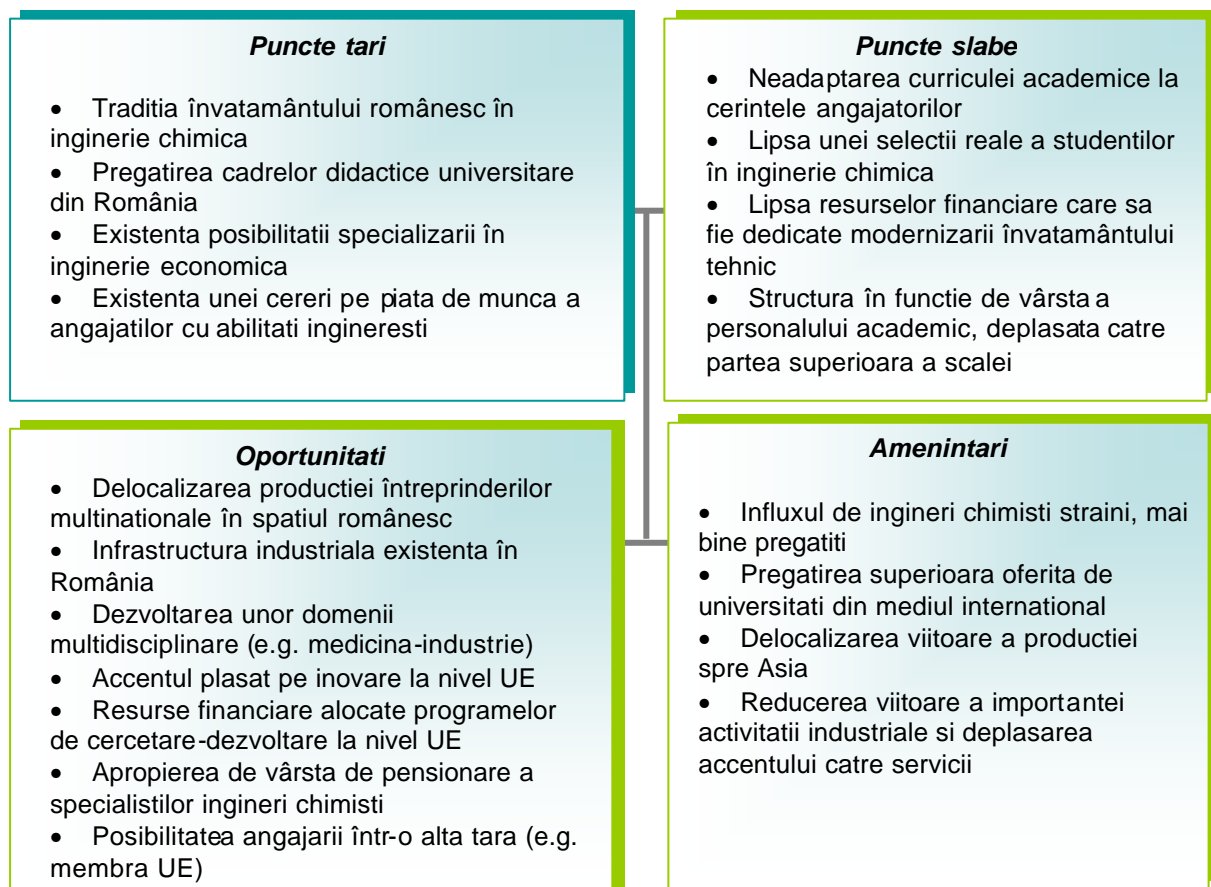 Puncte tari
• Traditia învatamântului românesc în
inginerie chimica
• Pregatirea cadrelor didactice universitare
din România
• Existenta posibilitatii specializarii în
inginerie economica
• Existenta unei cereri pe piata de munca a
angajatilor cu abilitati ingineresti
Puncte slabe
• Neadaptarea curriculei academice la
cerintele angajatorilor
• Lipsa unei selectii reale a studentilor
în inginerie chimica
• Lipsa resurselor financiare care sa
fie dedicate modernizarii învatamântului
tehnic
• Structura în functie de vârsta a
personalului academic, deplasata catre
partea superioara a scalei
Oportunitati
• Delocalizarea productiei întreprinderilor
multinationale în spatiul românesc
• Infrastructura industriala existenta în
România
• Dezvoltarea unor domenii
multidisciplinare (e.g. medicina-industrie)
• Accentul plasat pe inovare la nivel UE
• Resurse financiare alocate programelor
de cercetare-dezvoltare la nivel UE
• Apropierea de vârsta de pensionare a
specialistilor ingineri chimisti
• Posibilitatea angajarii într-o alta tara (e.g.
membra UE)
Amenintari
• Influxul de ingineri chimisti straini, mai
bine pregatiti
• Pregatirea superioara oferita de
universitati din mediul international
• Delocalizarea viitoare a productiei
spre Asia
• Reducerea viitoare a importantei
activitatii industriale si deplasarea
accentului catre servicii